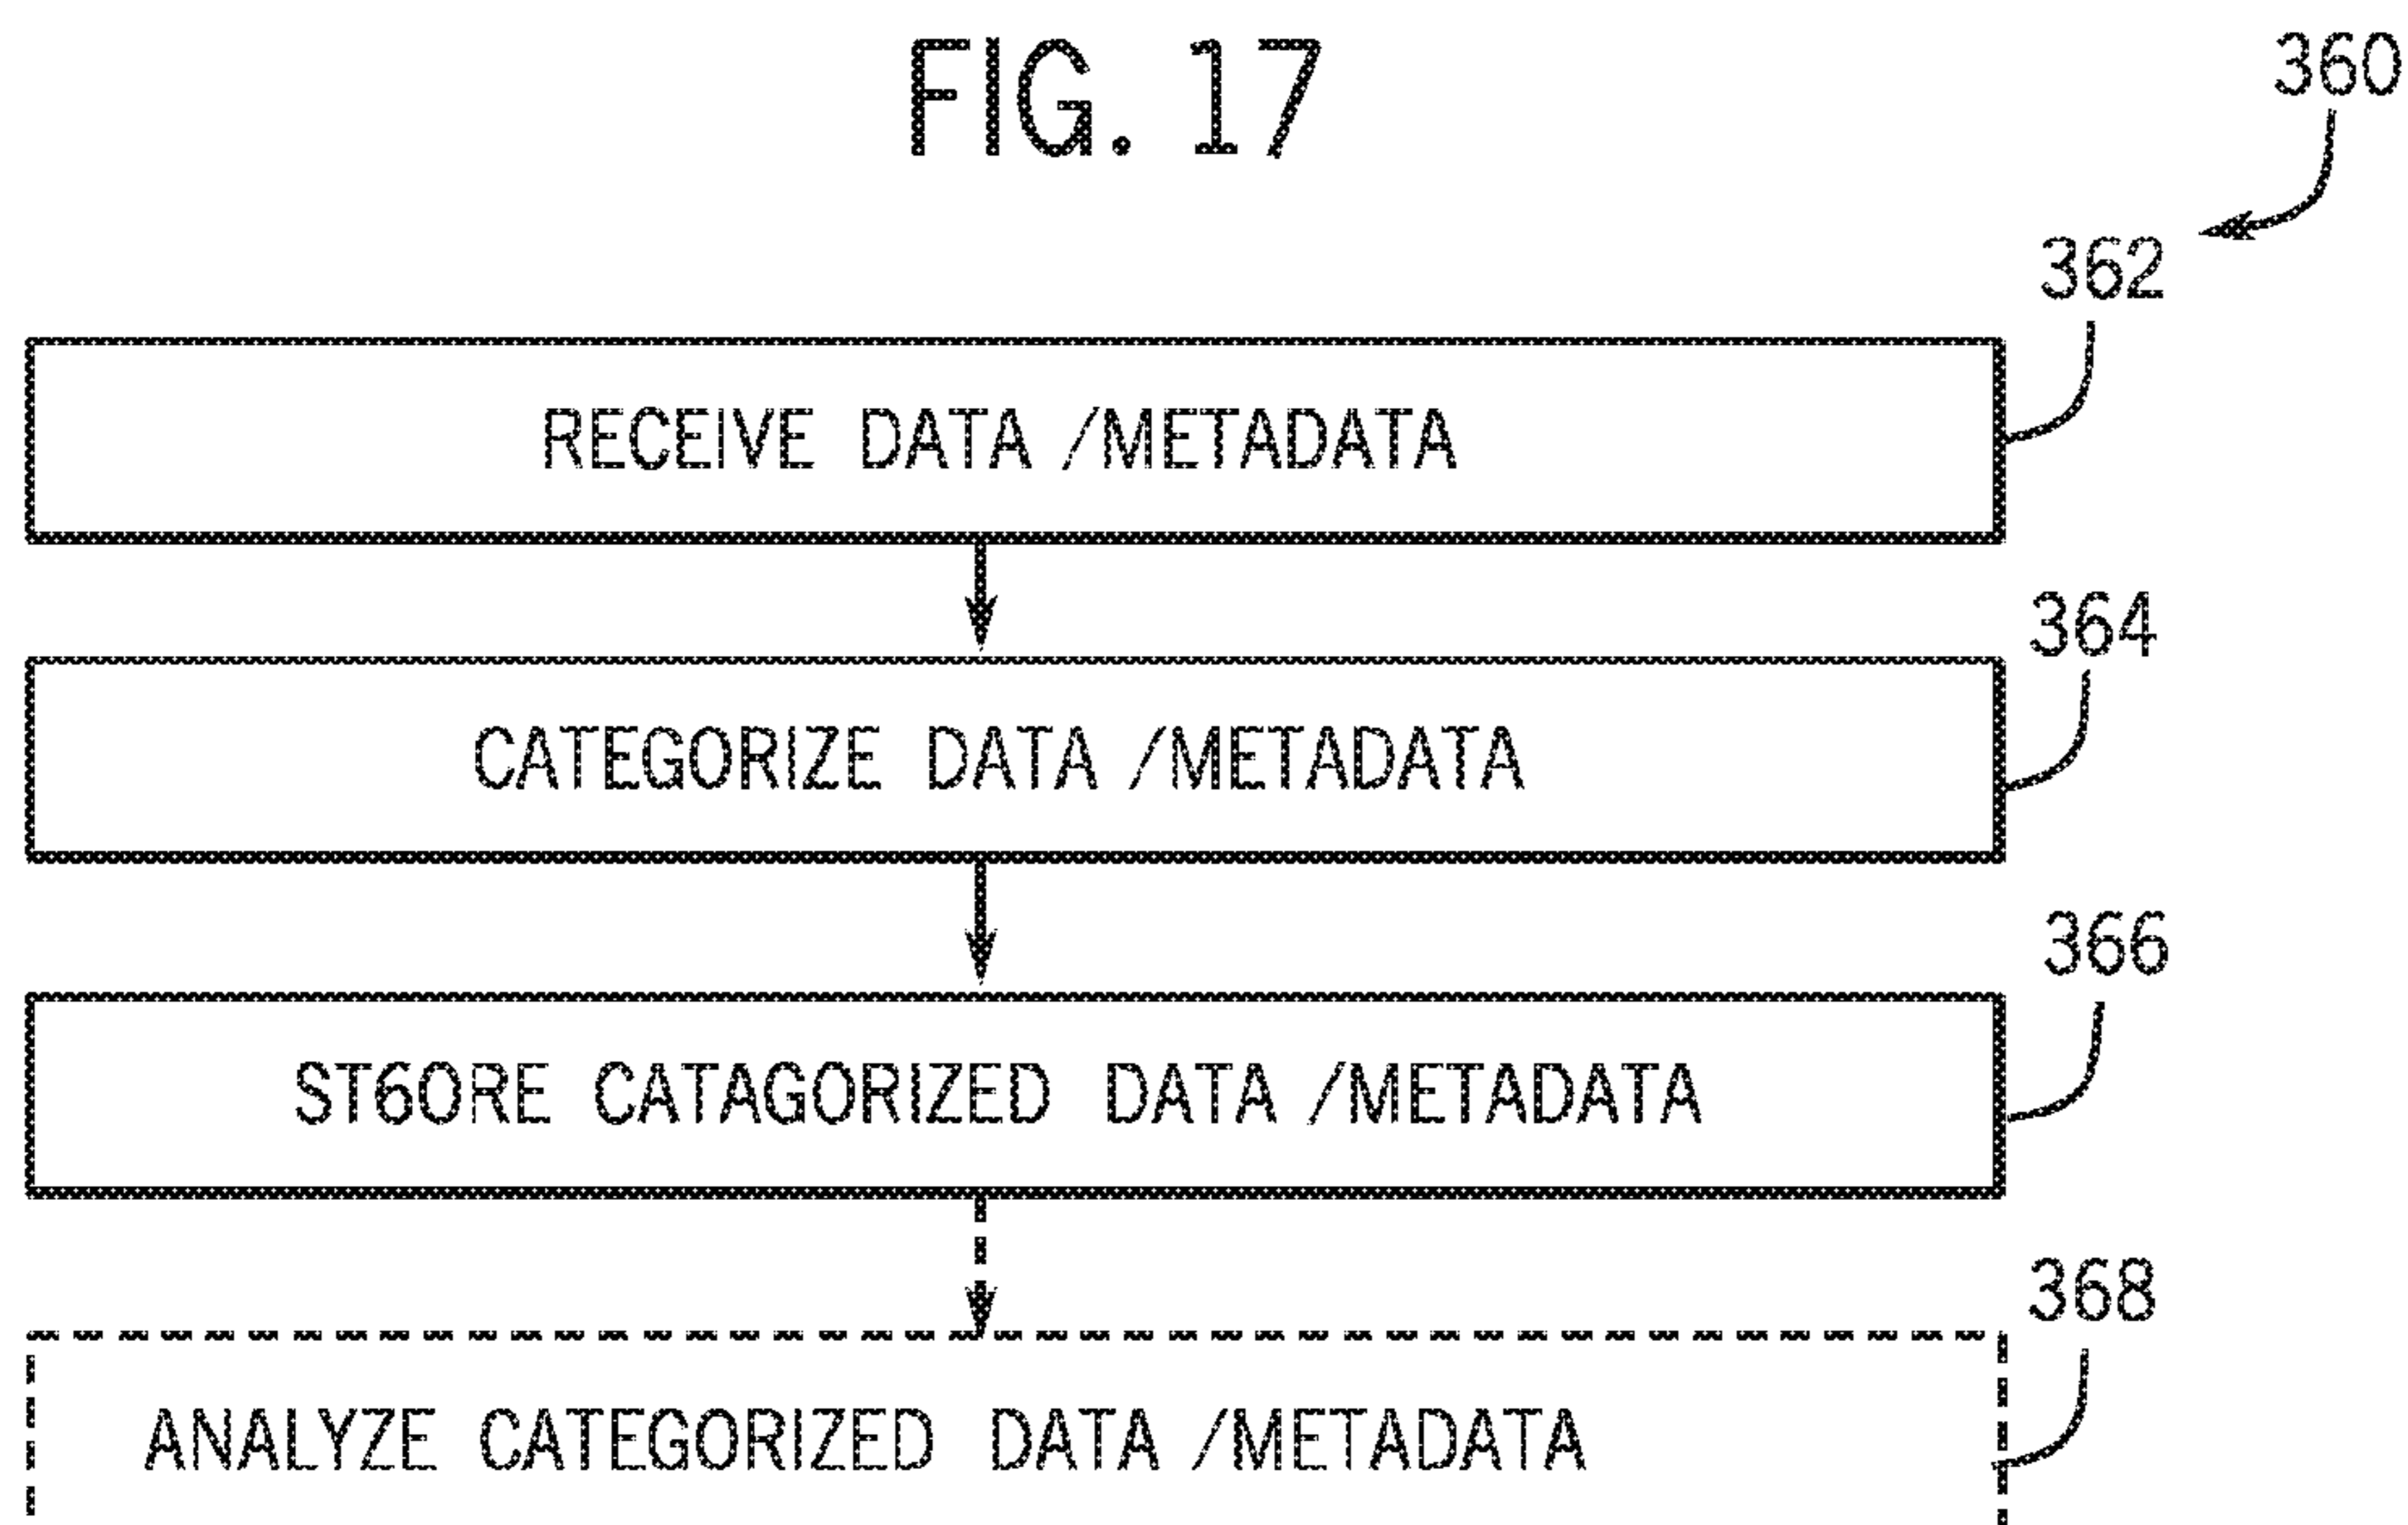 FIG. 17
360
362
RECEIVE DATA /METADATA
364
CATEGORIZE DATA /METADATA
366
ST6ORE CATAGORIZED DATA /METADATA
368
ANALYZE CATEGORIZED DATA /METADATA